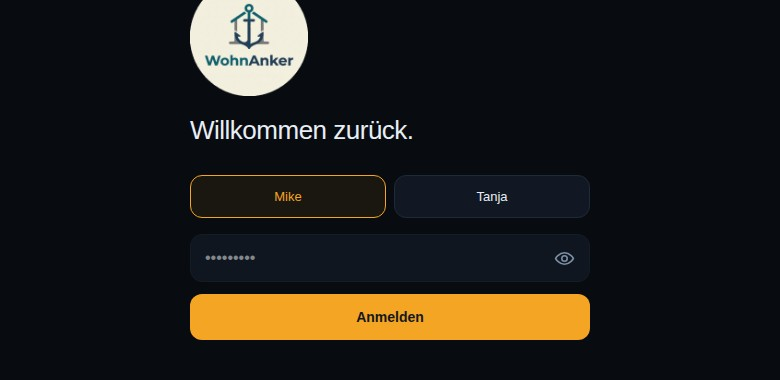 WohnAnker
Willkommen zurück.
Mike
Tanja
•••••••••
Anmelden